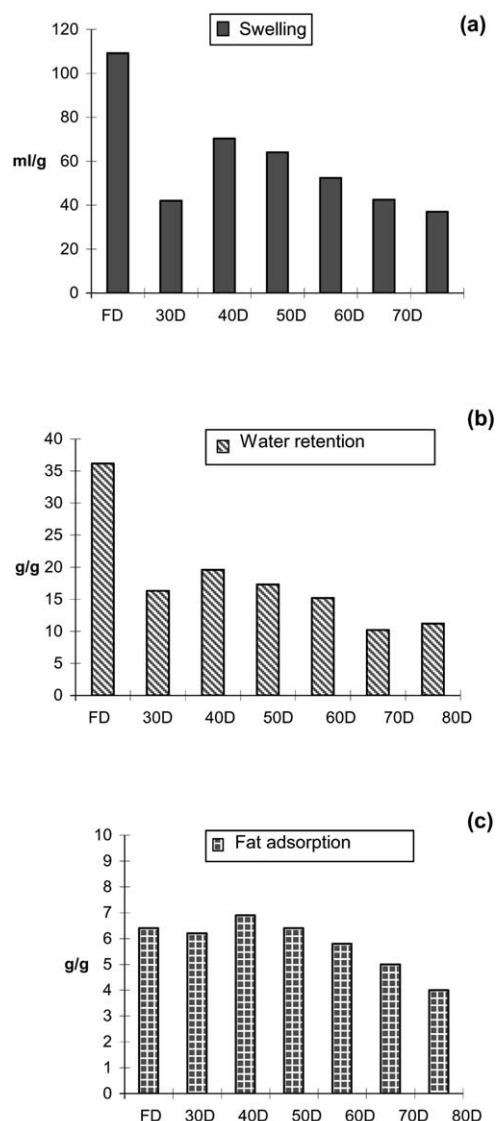 (a)
Swelling
120
100
80
ml/g
60
40
20
0
FD 30D 40D 50D 60D 70D
(b)
Water retention
40
35
30
25
g/g
20
15
10
5
0
FD 30D 40D 50D 60D 70D 80D
(c)
Fat adsorption
10
9
8
7
6
g/g
5
4
3
2
1
0
FD 30D 40D 50D 60D 70D 80D